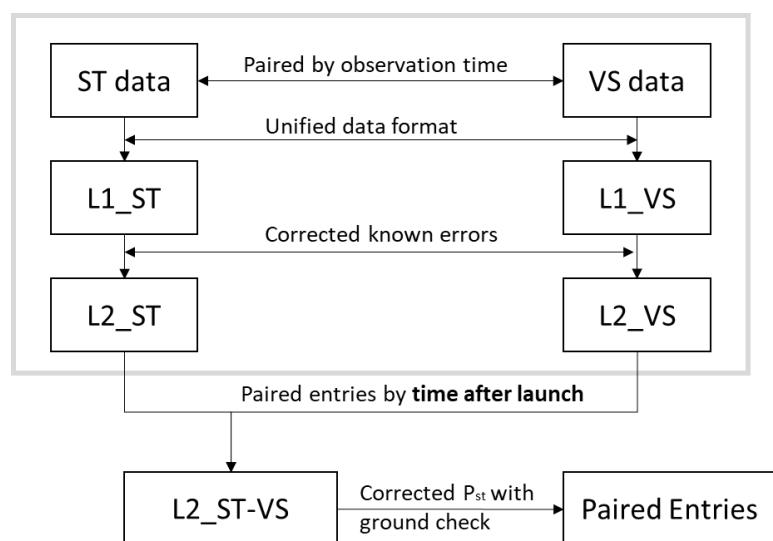 ST data
Paired by observation time
VS data
Unified data format
L1_ST
L1_VS
Corrected known errors
L2_ST
L2_VS
Paired entries by time after launch
L2_ST-VS
Corrected Pst with
ground check
Paired Entries